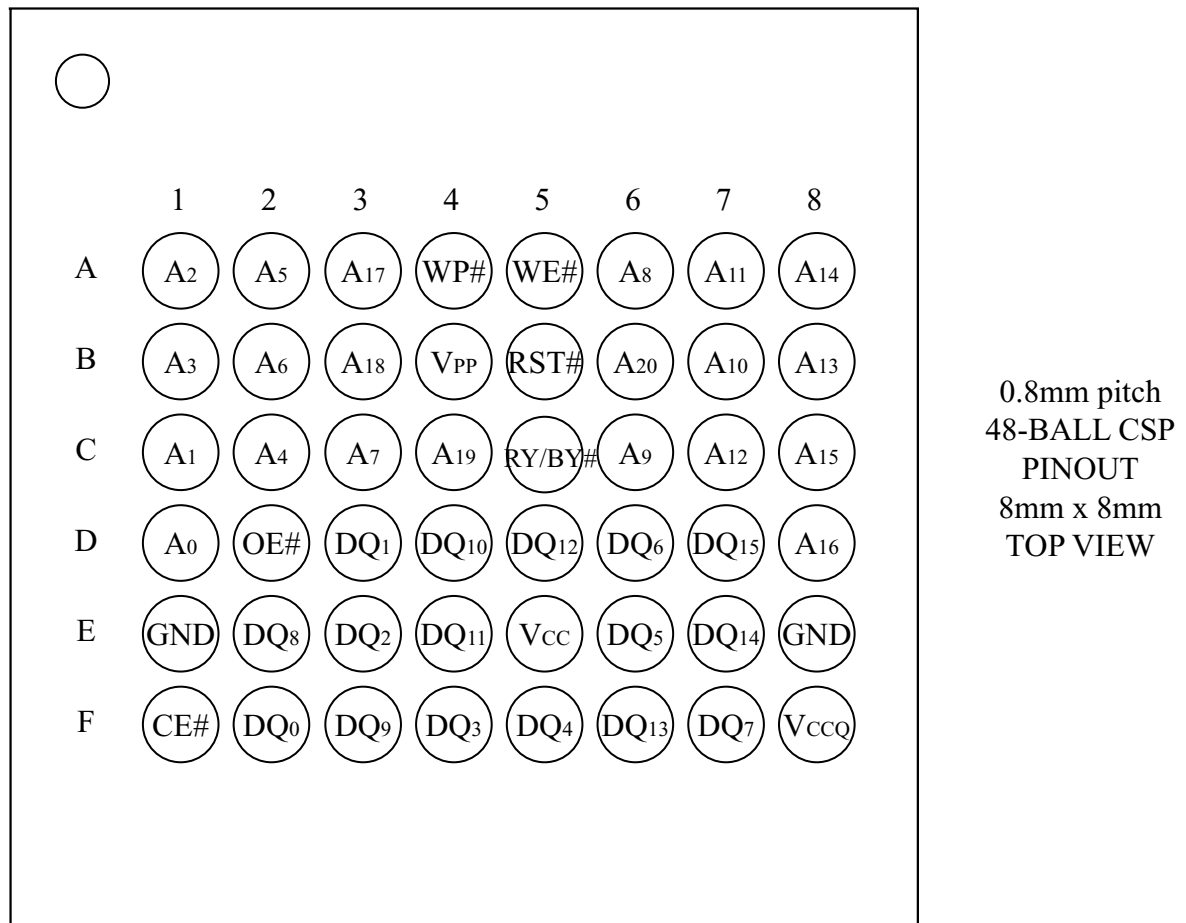 1 2 3 4 5 6 7 8
A A2 A5 A17 WP# WE# A8 A11 A14
B A3 A6 A18 VPP RST# A20 A10 A13
C A1 A4 A7 A19 RY/BY# A9 A12 A15
D A0 OE# DQ1 DQ10 DQ12 DQ6 DQ15 A16
E GND DQ8 DQ2 DQ11 VCC DQ5 DQ14 GND
F CE# DQ0 DQ9 DQ3 DQ4 DQ13 DQ7 VCCQ
0.8mm pitch
48-BALL CSP
PINOUT
8mm x 8mm
TOP VIEW